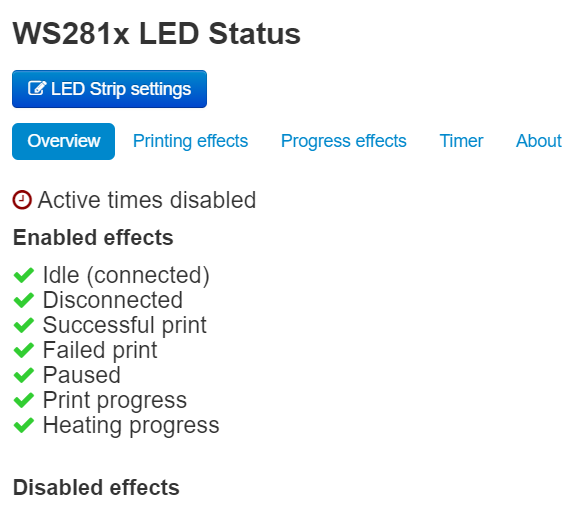 WS281x LED Status
LED Strip settings
Overview Printing effects Progress effects Timer About
Active times disabled
Enabled effects
Idle (connected)
Disconnected
Successful print
Failed print
Paused
Print progress
Heating progress
Disabled effects